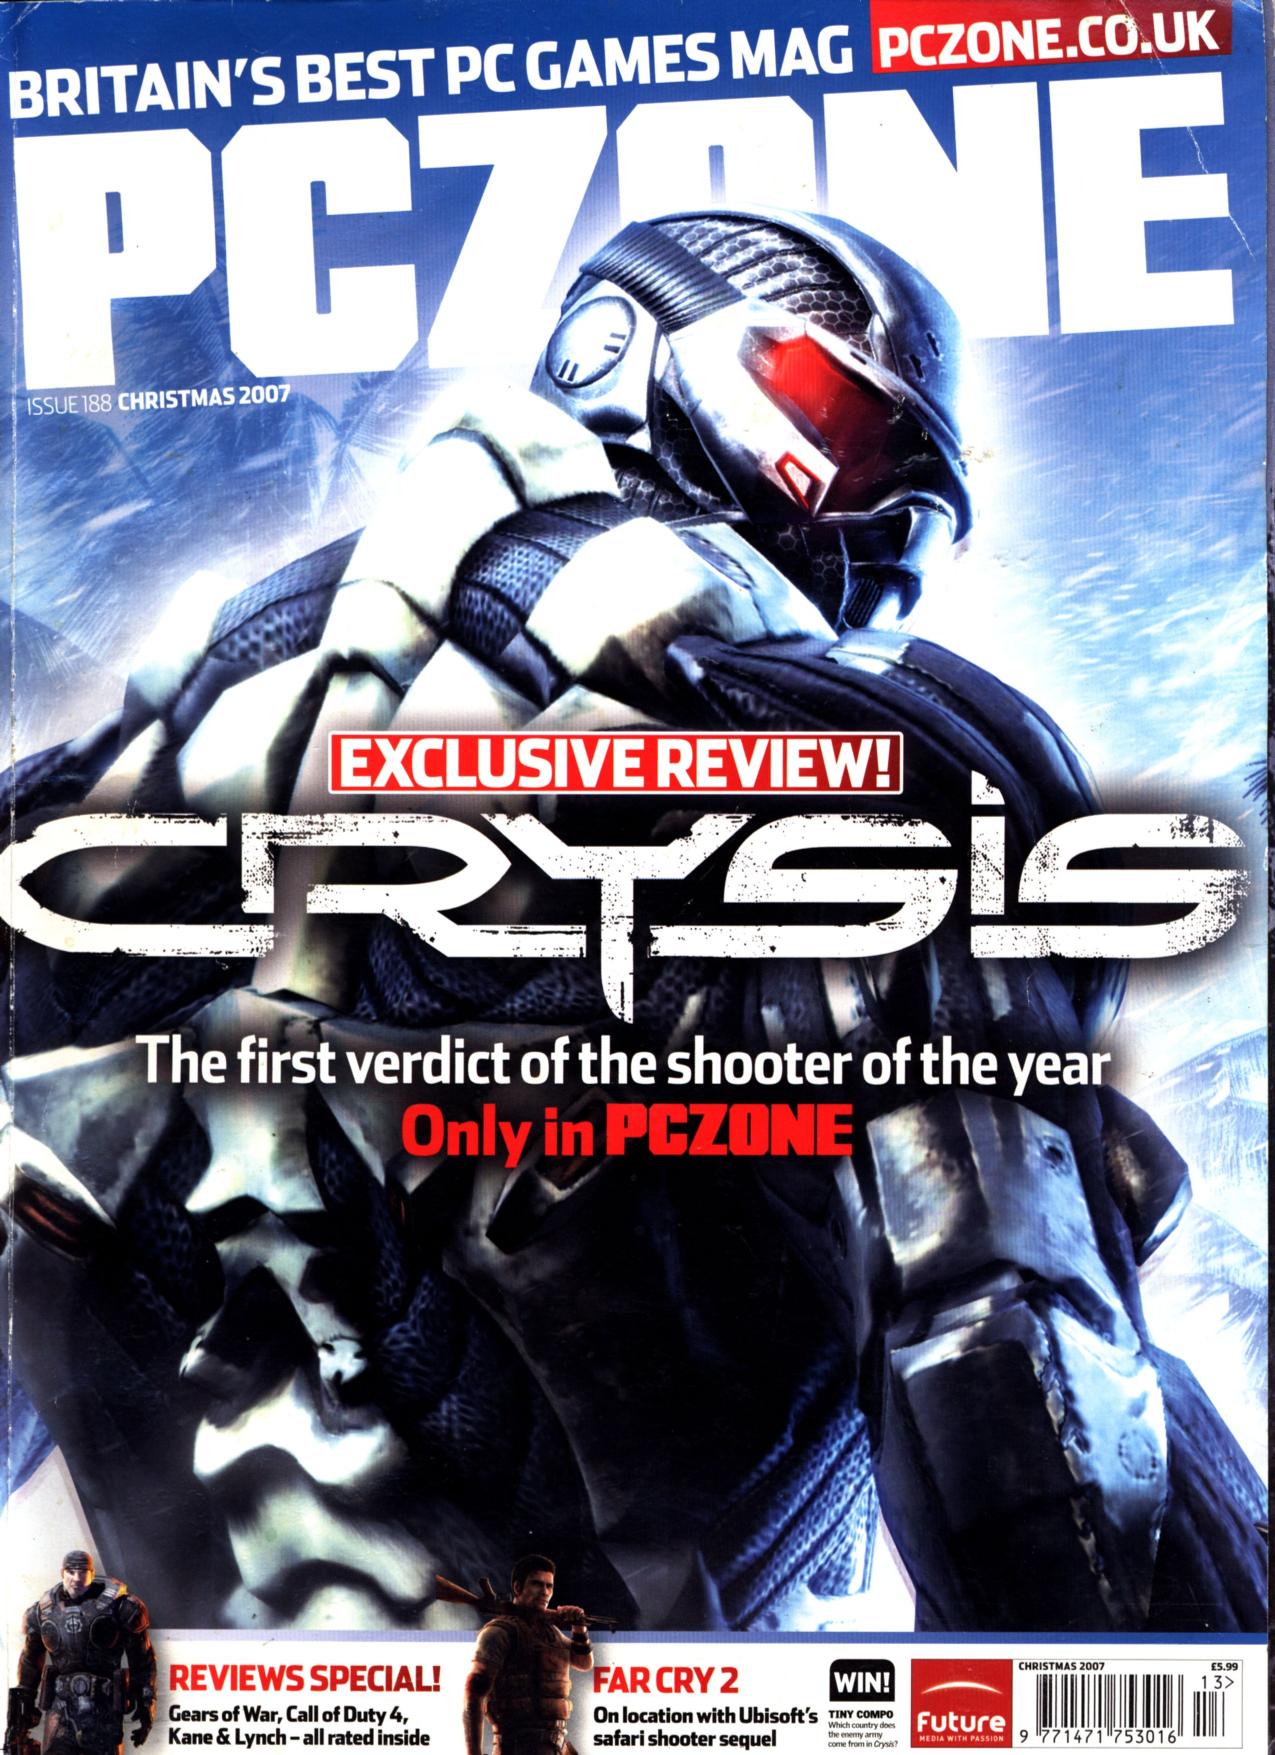 BRITAIN'S BEST PC GAMES MAG
PCZONE.CO.UK
PCZONE
ISSUE 188 CHRISTMAS 2007
EXCLUSIVE REVIEW!
CRYSIS
The first verdict of the shooter of the year
Only in PCZONE
REVIEWS SPECIAL!
Gears of War, Call of Duty 4,
Kane & Lynch – all rated inside
FAR CRY 2
On location with Ubisoft's
safari shooter sequel
WIN!
TINY COMPO
Which country does
the enemy army
come from in Crysis?
Future
MEDIA WITH PASSION
CHRISTMAS 2007
£5.99
13>
9 771471 753016